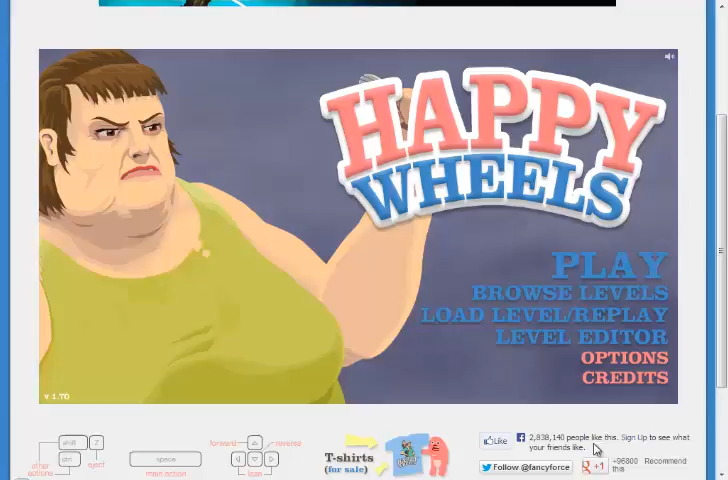 HAPPY
WHEELS
PLAY
BROWSE LEVELS
LOAD LEVEL/REPLAY
LEVEL EDITOR
OPTIONS
CREDITS
v 1.70
shift
Z
ctrl
other
actions
eject
space
main action
forward
reverse
lean
T-shirts
(for sale)
Like
2,838,140 people like this. Sign Up to see what
your friends like.
Follow @fancyforce
+1
+96800 Recommend
this